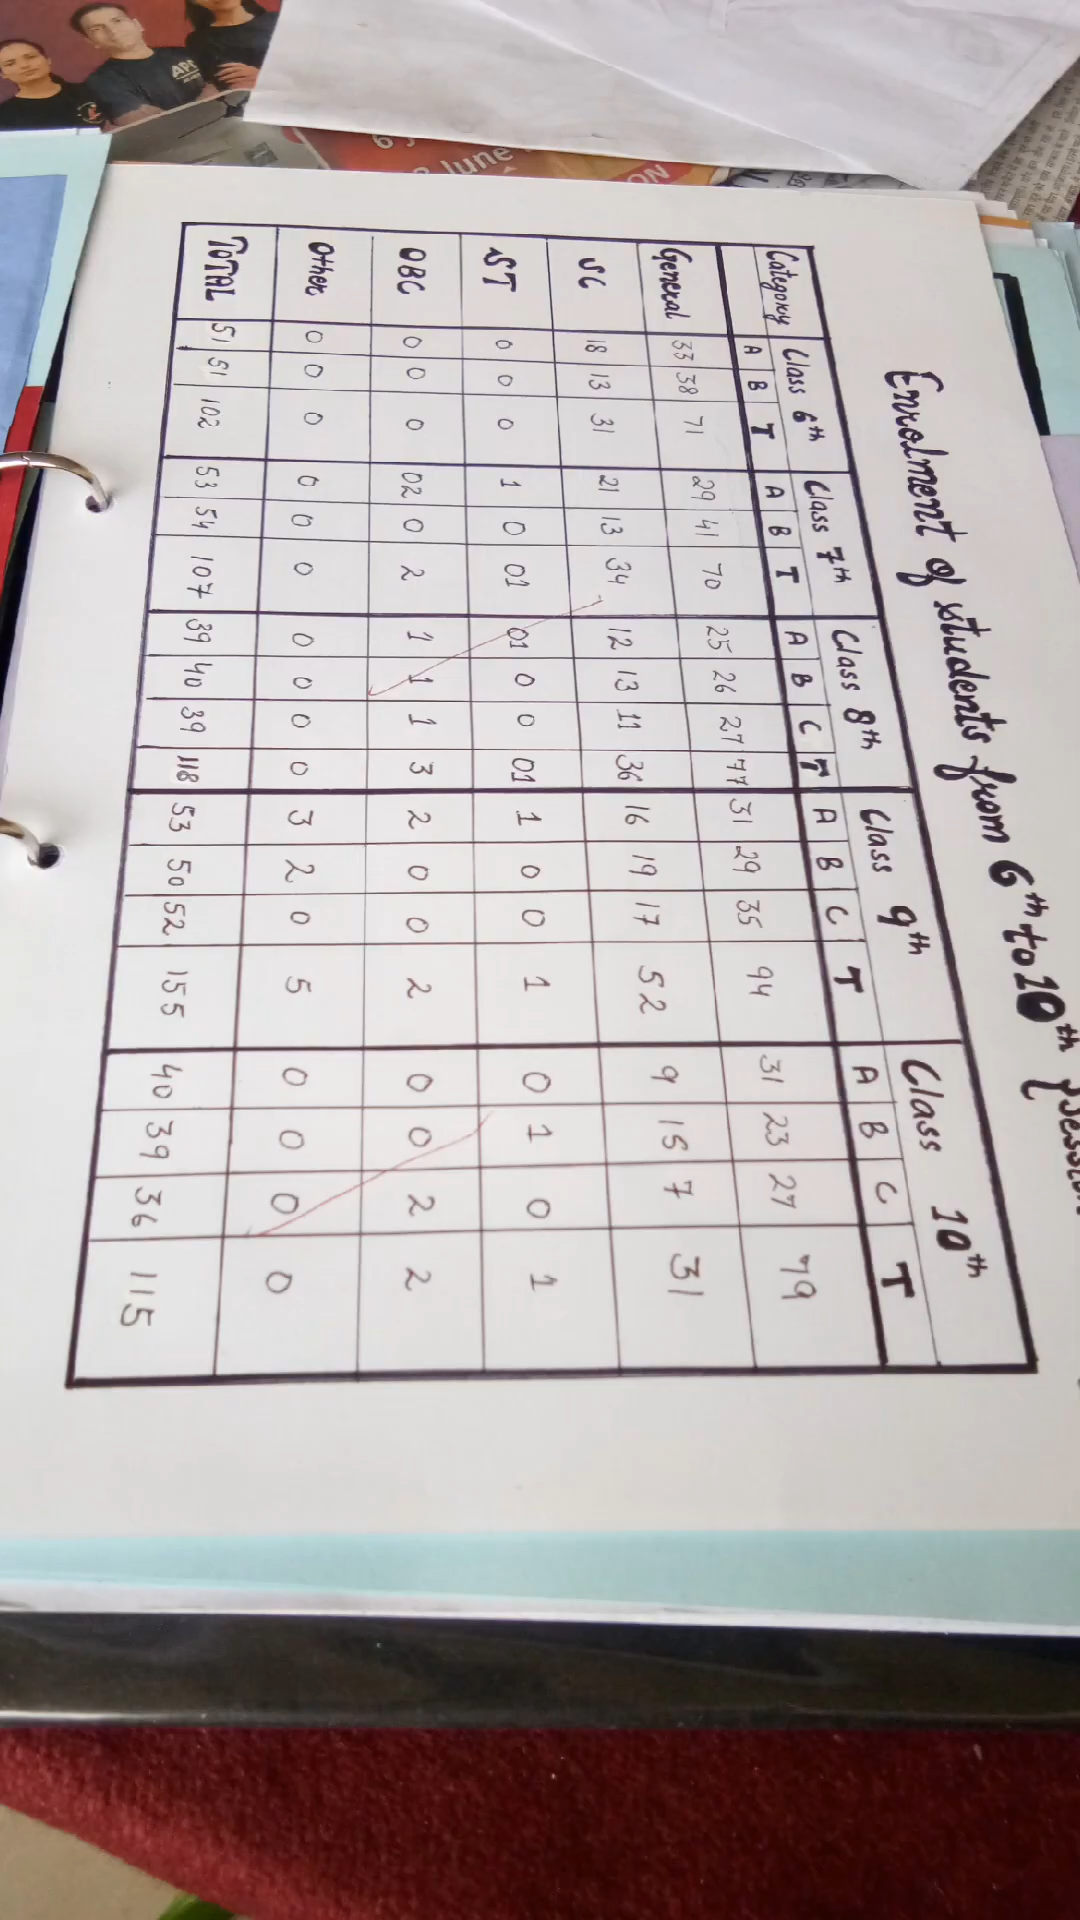 Enrolment of students from 6th to 10th
Category Class 6th Class 7th Class 8th Class 9th Class 10th
A B T A B T A B C T A B C T A B C T
General 33 38 71 29 41 70 25 26 27 77 31 29 35 94 31 23 27 79
SC 18 13 31 21 13 34 12 13 11 36 16 19 17 52 9 15 7 31
ST 0 0 0 1 0 01 01 0 0 01 1 0 0 1 0 1 0 1
OBC 0 0 0 02 0 2 1 1 1 3 2 0 0 2 0 0 2 2
Other 0 0 0 0 0 0 0 0 0 0 3 2 0 5 0 0 0 0
TOTAL 51 51 102 53 54 107 39 40 39 118 53 50 52 155 40 39 36 115
June
ON